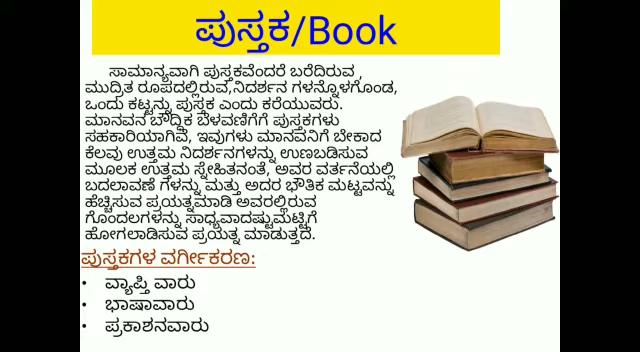 ಪುಸ್ತಕ/Book
ಸಾಮಾನ್ಯವಾಗಿ ಪುಸ್ತಕವೆಂದರೆ ಬರೆದಿರುವ ,
ಮುದ್ರಿತ ರೂಪದಲ್ಲಿರುವ,ನಿದರ್ಶನ ಗಳನ್ನೊಳಗೊಂಡ,
ಒಂದು ಕಟ್ಟನ್ನು ಪುಸ್ತಕ ಎಂದು ಕರೆಯುವರು.
ಮಾನವನ ಬೌದ್ಧಿಕ ಬೆಳವಣಿಗೆಗೆ ಪುಸ್ತಕಗಳು
ಸಹಕಾರಿಯಾಗಿವೆ, ಇವುಗಳು ಮಾನವನಿಗೆ ಬೇಕಾದ
ಕೆಲವು ಉತ್ತಮ ನಿದರ್ಶನಗಳನ್ನು ಉಣಬಡಿಸುವ
ಮೂಲಕ ಉತ್ತಮ ಸ್ನೇಹಿತನಂತೆ, ಅವರ ವರ್ತನೆಯಲ್ಲಿ
ಬದಲಾವಣೆ ಗಳನ್ನು ಮತ್ತು ಅದರ ಭೌತಿಕ ಮಟ್ಟವನ್ನು
ಹೆಚ್ಚಿಸುವ ಪ್ರಯತ್ನಮಾಡಿ ಅವರಲ್ಲಿರುವ
ಗೊಂದಲಗಳನ್ನು ಸಾಧ್ಯವಾದಷ್ಟುಮಟ್ಟಿಗೆ
ಹೋಗಲಾಡಿಸುವ ಪ್ರಯತ್ನ ಮಾಡುತ್ತದೆ.
ಪುಸ್ತಕಗಳ ವರ್ಗೀಕರಣ:
• ವ್ಯಾಪ್ತಿ ವಾರು
• ಭಾಷಾವಾರು
• ಪ್ರಕಾಶನವಾರು